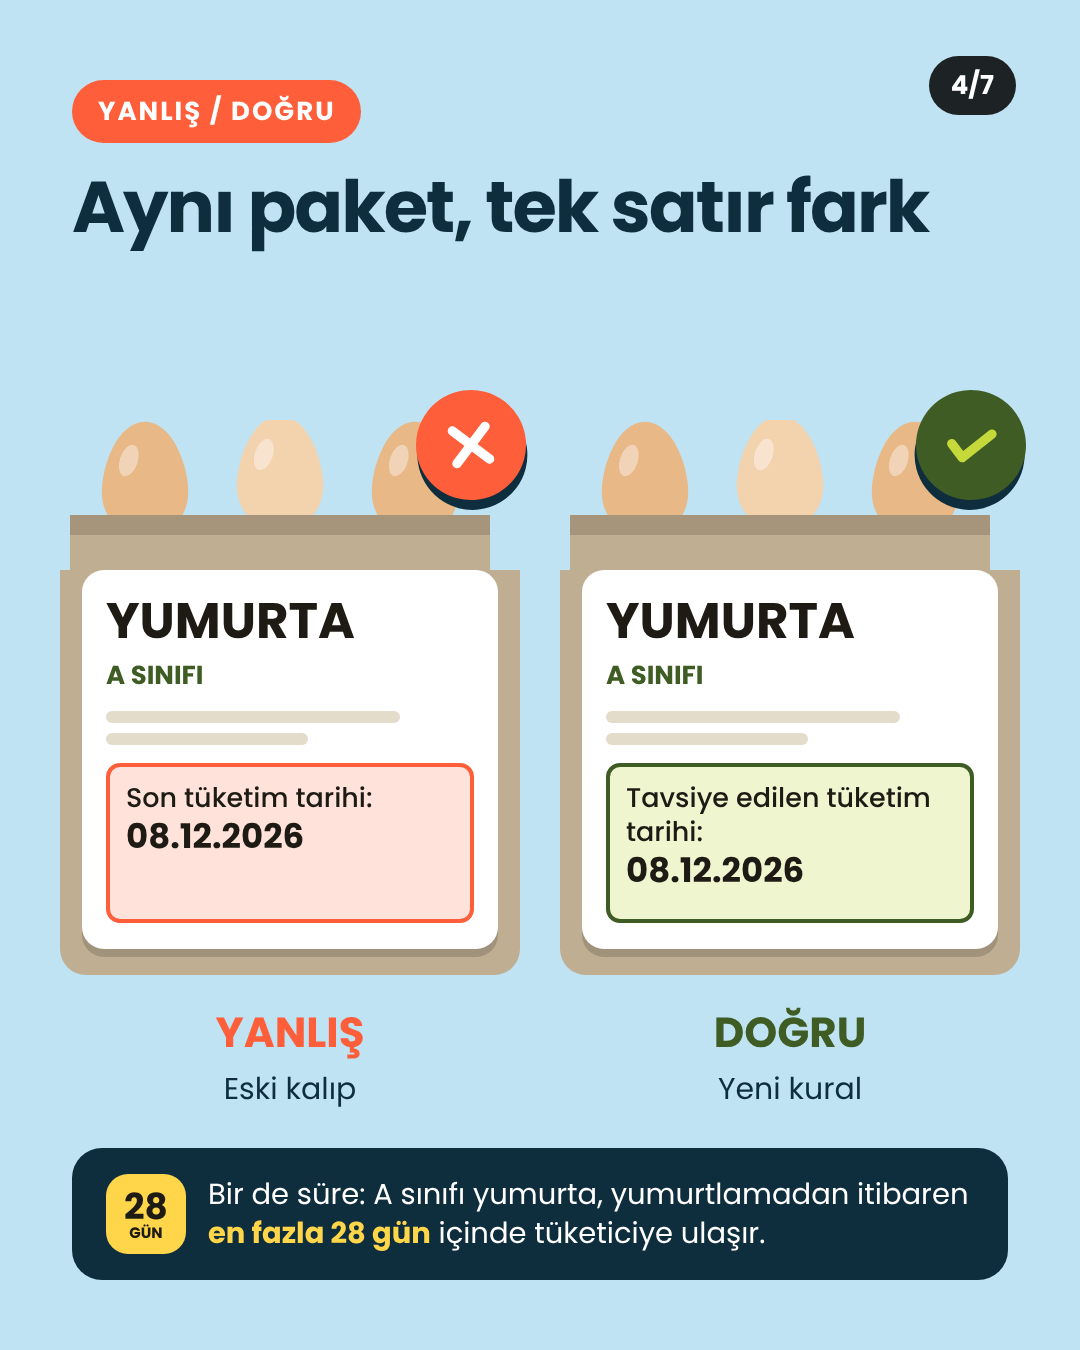 YANLIŞ / DOĞRU
4/7
Aynı paket, tek satır fark
YUMURTA
A SINIFI
Son tüketim tarihi:
08.12.2026
YUMURTA
A SINIFI
Tavsiye edilen tüketim
tarihi:
08.12.2026
YANLIŞ
Eski kalıp
DOĞRU
Yeni kural
28
GÜN
Bir de süre: A sınıfı yumurta, yumurtlamadan itibaren
en fazla 28 gün içinde tüketiciye ulaşır.